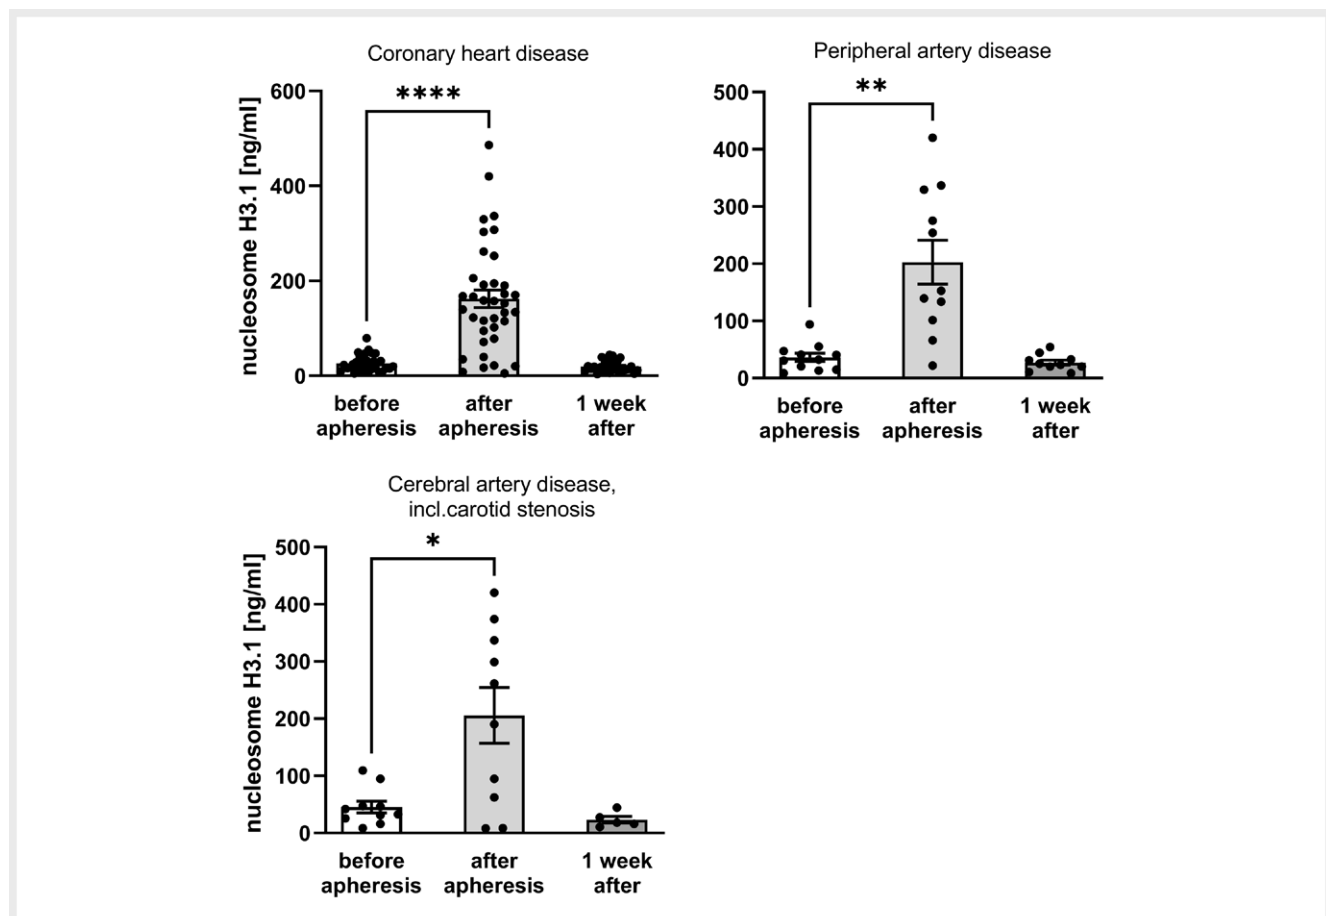 Coronary heart disease
nucleosome H3.1 [ng/ml]
600
400
200
0
****
before
apheresis
after
apheresis
1 week
after
Peripheral artery disease
500
400
300
200
100
0
**
before
apheresis
after
apheresis
1 week
after
Cerebral artery disease,
incl.carotid stenosis
nucleosome H3.1 [ng/ml]
500
400
300
200
100
0
*
before
apheresis
after
apheresis
1 week
after